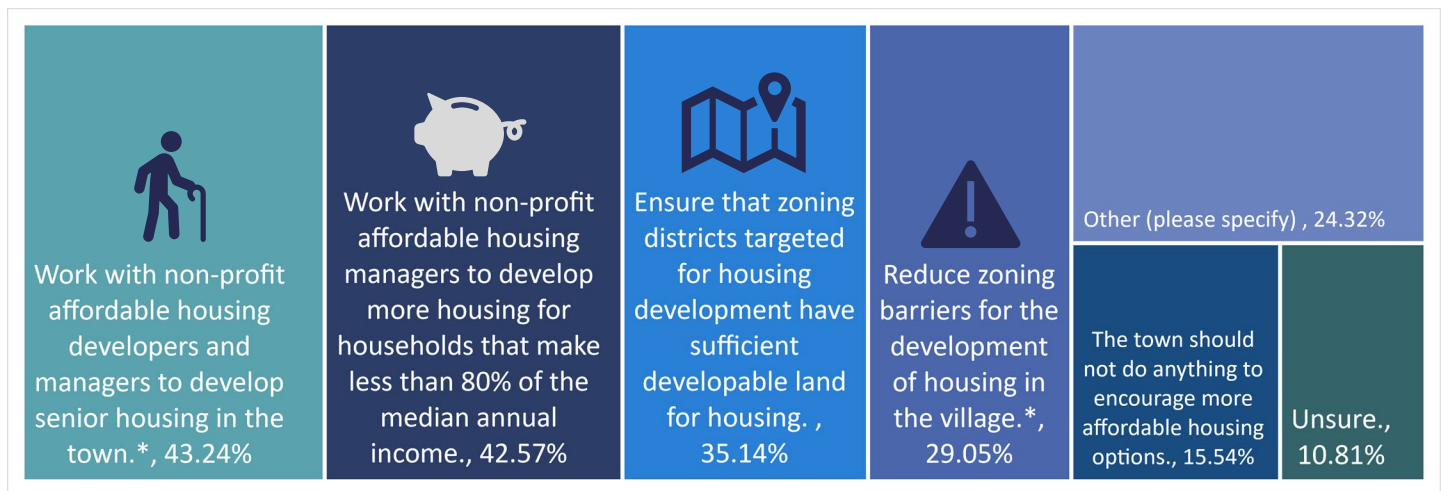 Work with non-profit
affordable housing
developers and
managers to develop
senior housing in the
town.*, 43.24%
Work with non-profit
affordable housing
managers to develop
more housing for
households that make
less than 80% of the
median annual
income., 42.57%
Ensure that zoning
districts targeted
for housing
development have
sufficient
developable land
for housing. ,
35.14%
Reduce zoning
barriers for the
development
of housing in
the village.*,
29.05%
Other (please specify) , 24.32%
The town should
not do anything to
encourage more
affordable housing
options., 15.54%
Unsure.,
10.81%